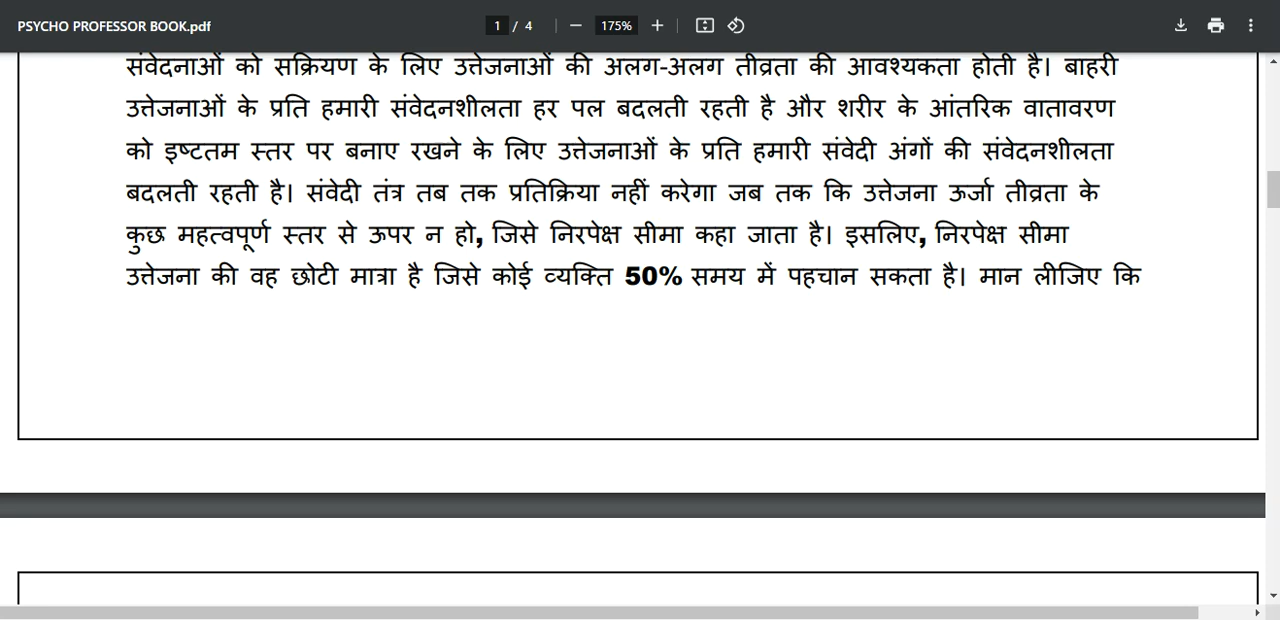 PSYCHO PROFESSOR BOOK.pdf 1 / 4 175%
संवेदनाओं को सक्रियण के लिए उत्तेजनाओं की अलग-अलग तीव्रता की आवश्यकता होती है। बाहरी
उत्तेजनाओं के प्रति हमारी संवेदनशीलता हर पल बदलती रहती है और शरीर के आंतरिक वातावरण
को इष्टतम स्तर पर बनाए रखने के लिए उत्तेजनाओं के प्रति हमारी संवेदी अंगों की संवेदनशीलता
बदलती रहती है। संवेदी तंत्र तब तक प्रतिक्रिया नहीं करेगा जब तक कि उत्तेजना ऊर्जा तीव्रता के
कुछ महत्वपूर्ण स्तर से ऊपर न हो, जिसे निरपेक्ष सीमा कहा जाता है। इसलिए, निरपेक्ष सीमा
उत्तेजना की वह छोटी मात्रा है जिसे कोई व्यक्ति 50% समय में पहचान सकता है। मान लीजिए कि